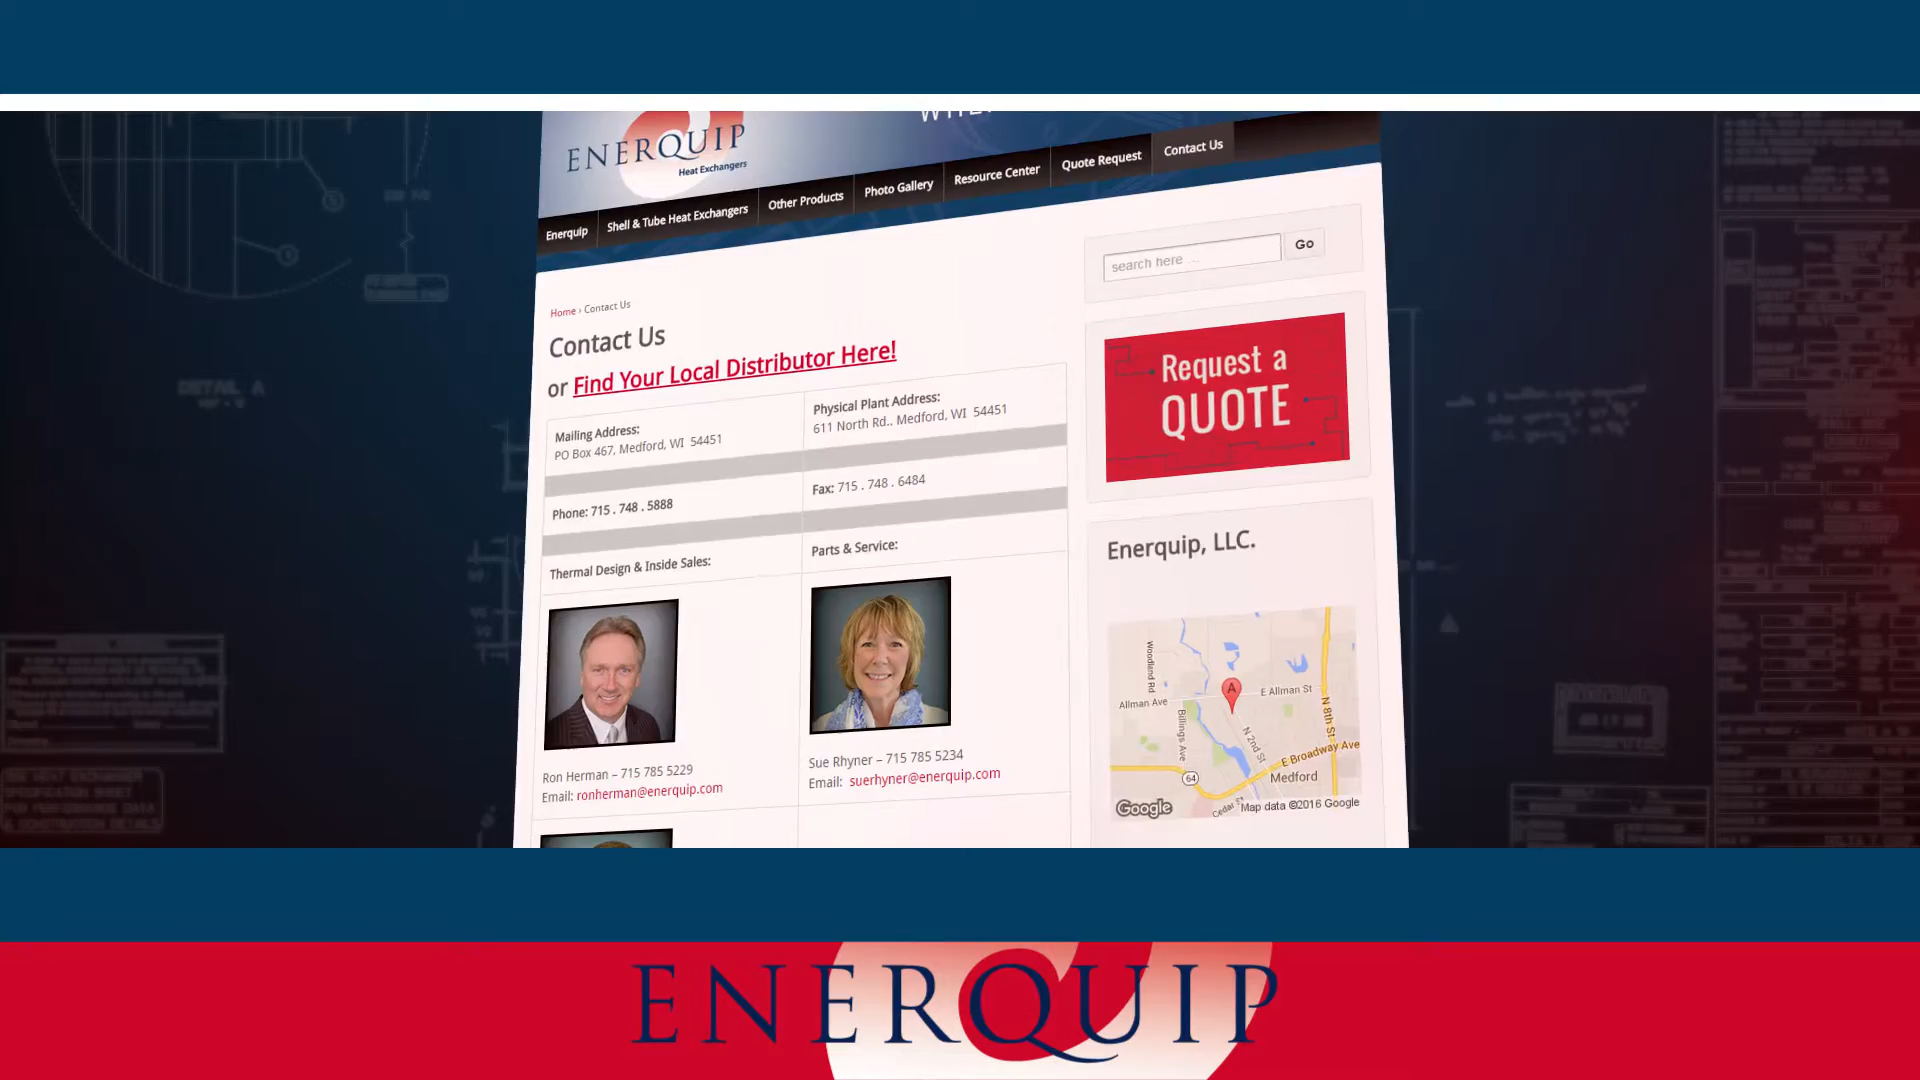 ENERQUIP
Heat Exchangers
Enerquip
Shell & Tube Heat Exchangers
Other Products
Photo Gallery
Resource Center
Quote Request
Contact Us
search here ...
Go
Home › Contact Us
Contact Us
or Find Your Local Distributor Here!
Mailing Address:
PO Box 467, Medford, WI 54451
Physical Plant Address:
611 North Rd.. Medford, WI 54451
Phone: 715 . 748 . 5888
Fax: 715 . 748 . 6484
Thermal Design & Inside Sales:
Parts & Service:
Ron Herman – 715 785 5229
Email: ronherman@enerquip.com
Sue Rhyner – 715 785 5234
Email: suerhyner@enerquip.com
Request a
QUOTE
Enerquip, LLC.
Woodland Rd
Allman Ave
A
E Allman St
Billings Ave
N 2nd St
N 8th St
E Broadway Ave
64
Medford
Cedar St
Google
Map data ©2016 Google
DETAIL A
ENERQUIP